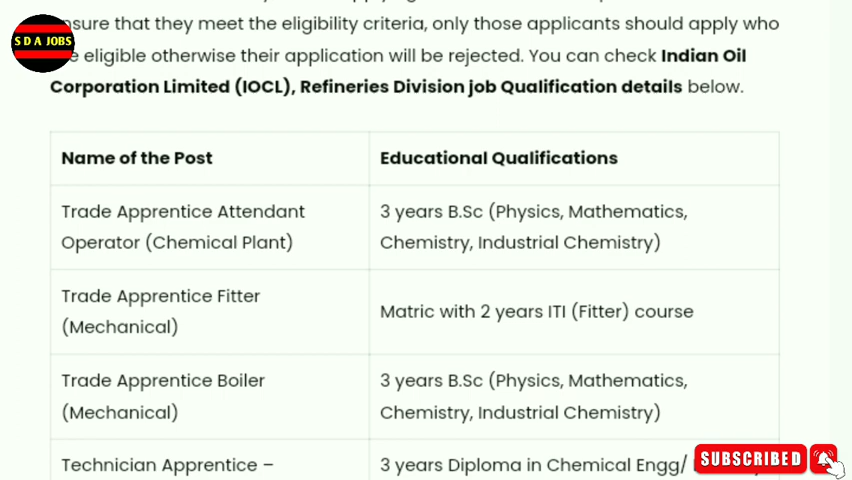 nsure that they meet the eligibility criteria, only those applicants should apply who
S D A JOBS
e eligible otherwise their application will be rejected. You can check Indian Oil
Corporation Limited (IOCL), Refineries Division job Qualification details below.
Name of the Post
Educational Qualifications
Trade Apprentice Attendant
Operator (Chemical Plant)
3 years B.Sc (Physics, Mathematics,
Chemistry, Industrial Chemistry)
Trade Apprentice Fitter
(Mechanical)
Matric with 2 years ITI (Fitter) course
Trade Apprentice Boiler
(Mechanical)
3 years B.Sc (Physics, Mathematics,
Chemistry, Industrial Chemistry)
Technician Apprentice –
3 years Diploma in Chemical Engg/
SUBSCRIBED